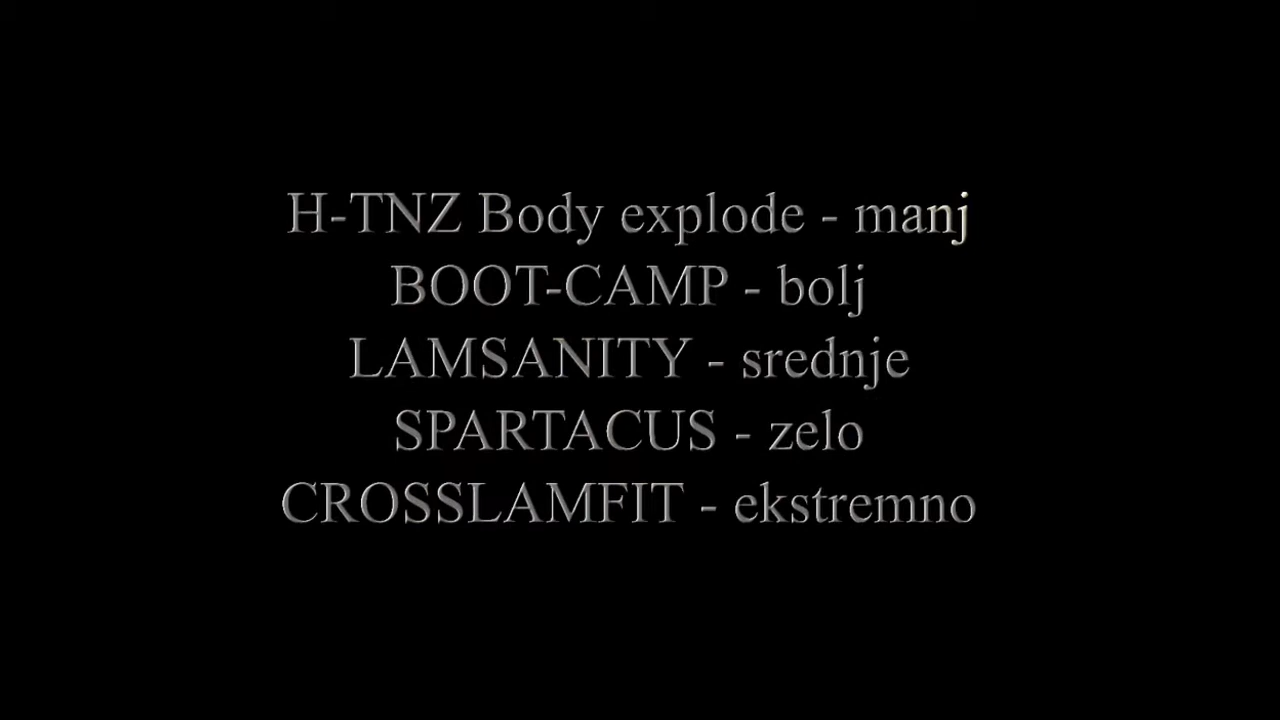 H-TNZ Body explode - manj
BOOT-CAMP - bolj
LAMSANITY - srednje
SPARTACUS - zelo
CROSSLAMFIT - ekstremno